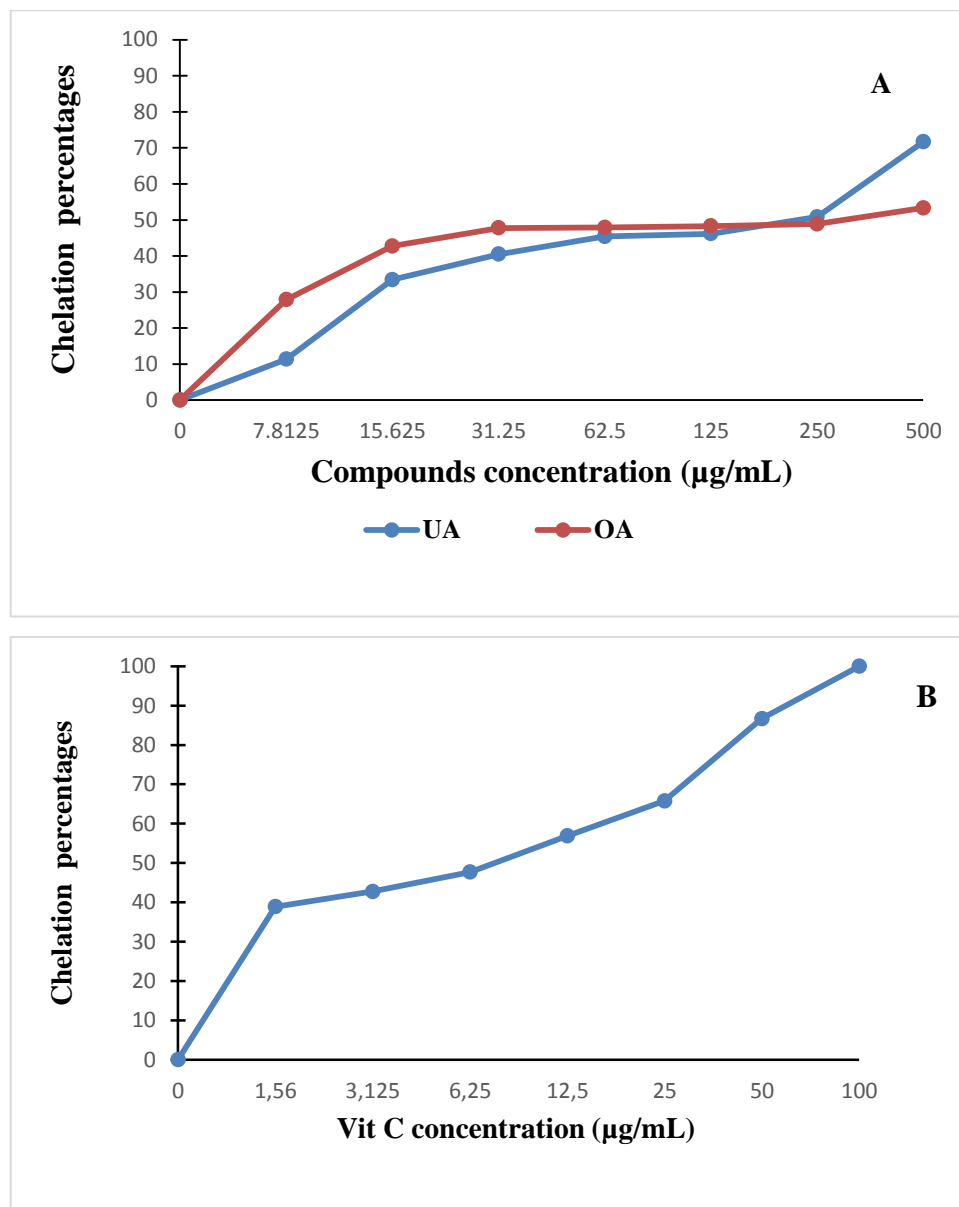 A
Chelation percentages
100
90
80
70
60
50
40
30
20
10
0
0 7.8125 15.625 31.25 62.5 125 250 500
Compounds concentration (µg/mL)
UA OA
B
Chelation percentages
100
90
80
70
60
50
40
30
20
10
0
0 1,56 3,125 6,25 12,5 25 50 100
Vit C concentration (µg/mL)